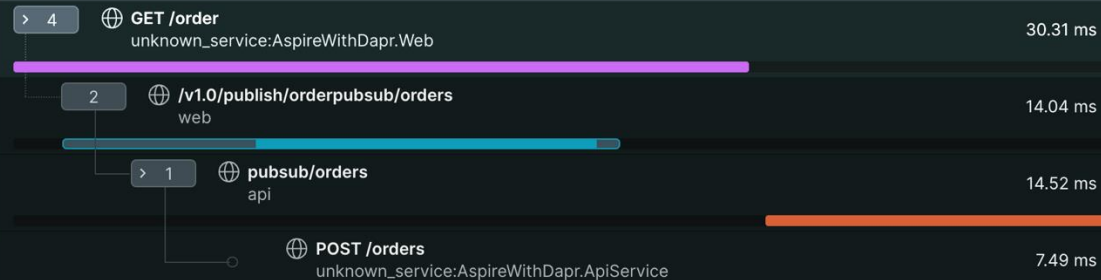 4 GET /order
unknown_service:AspireWithDapr.Web
30.31 ms
2 /v1.0/publish/orderpubsub/orders
web
14.04 ms
1 pubsub/orders
api
14.52 ms
POST /orders
unknown_service:AspireWithDapr.ApiService
7.49 ms